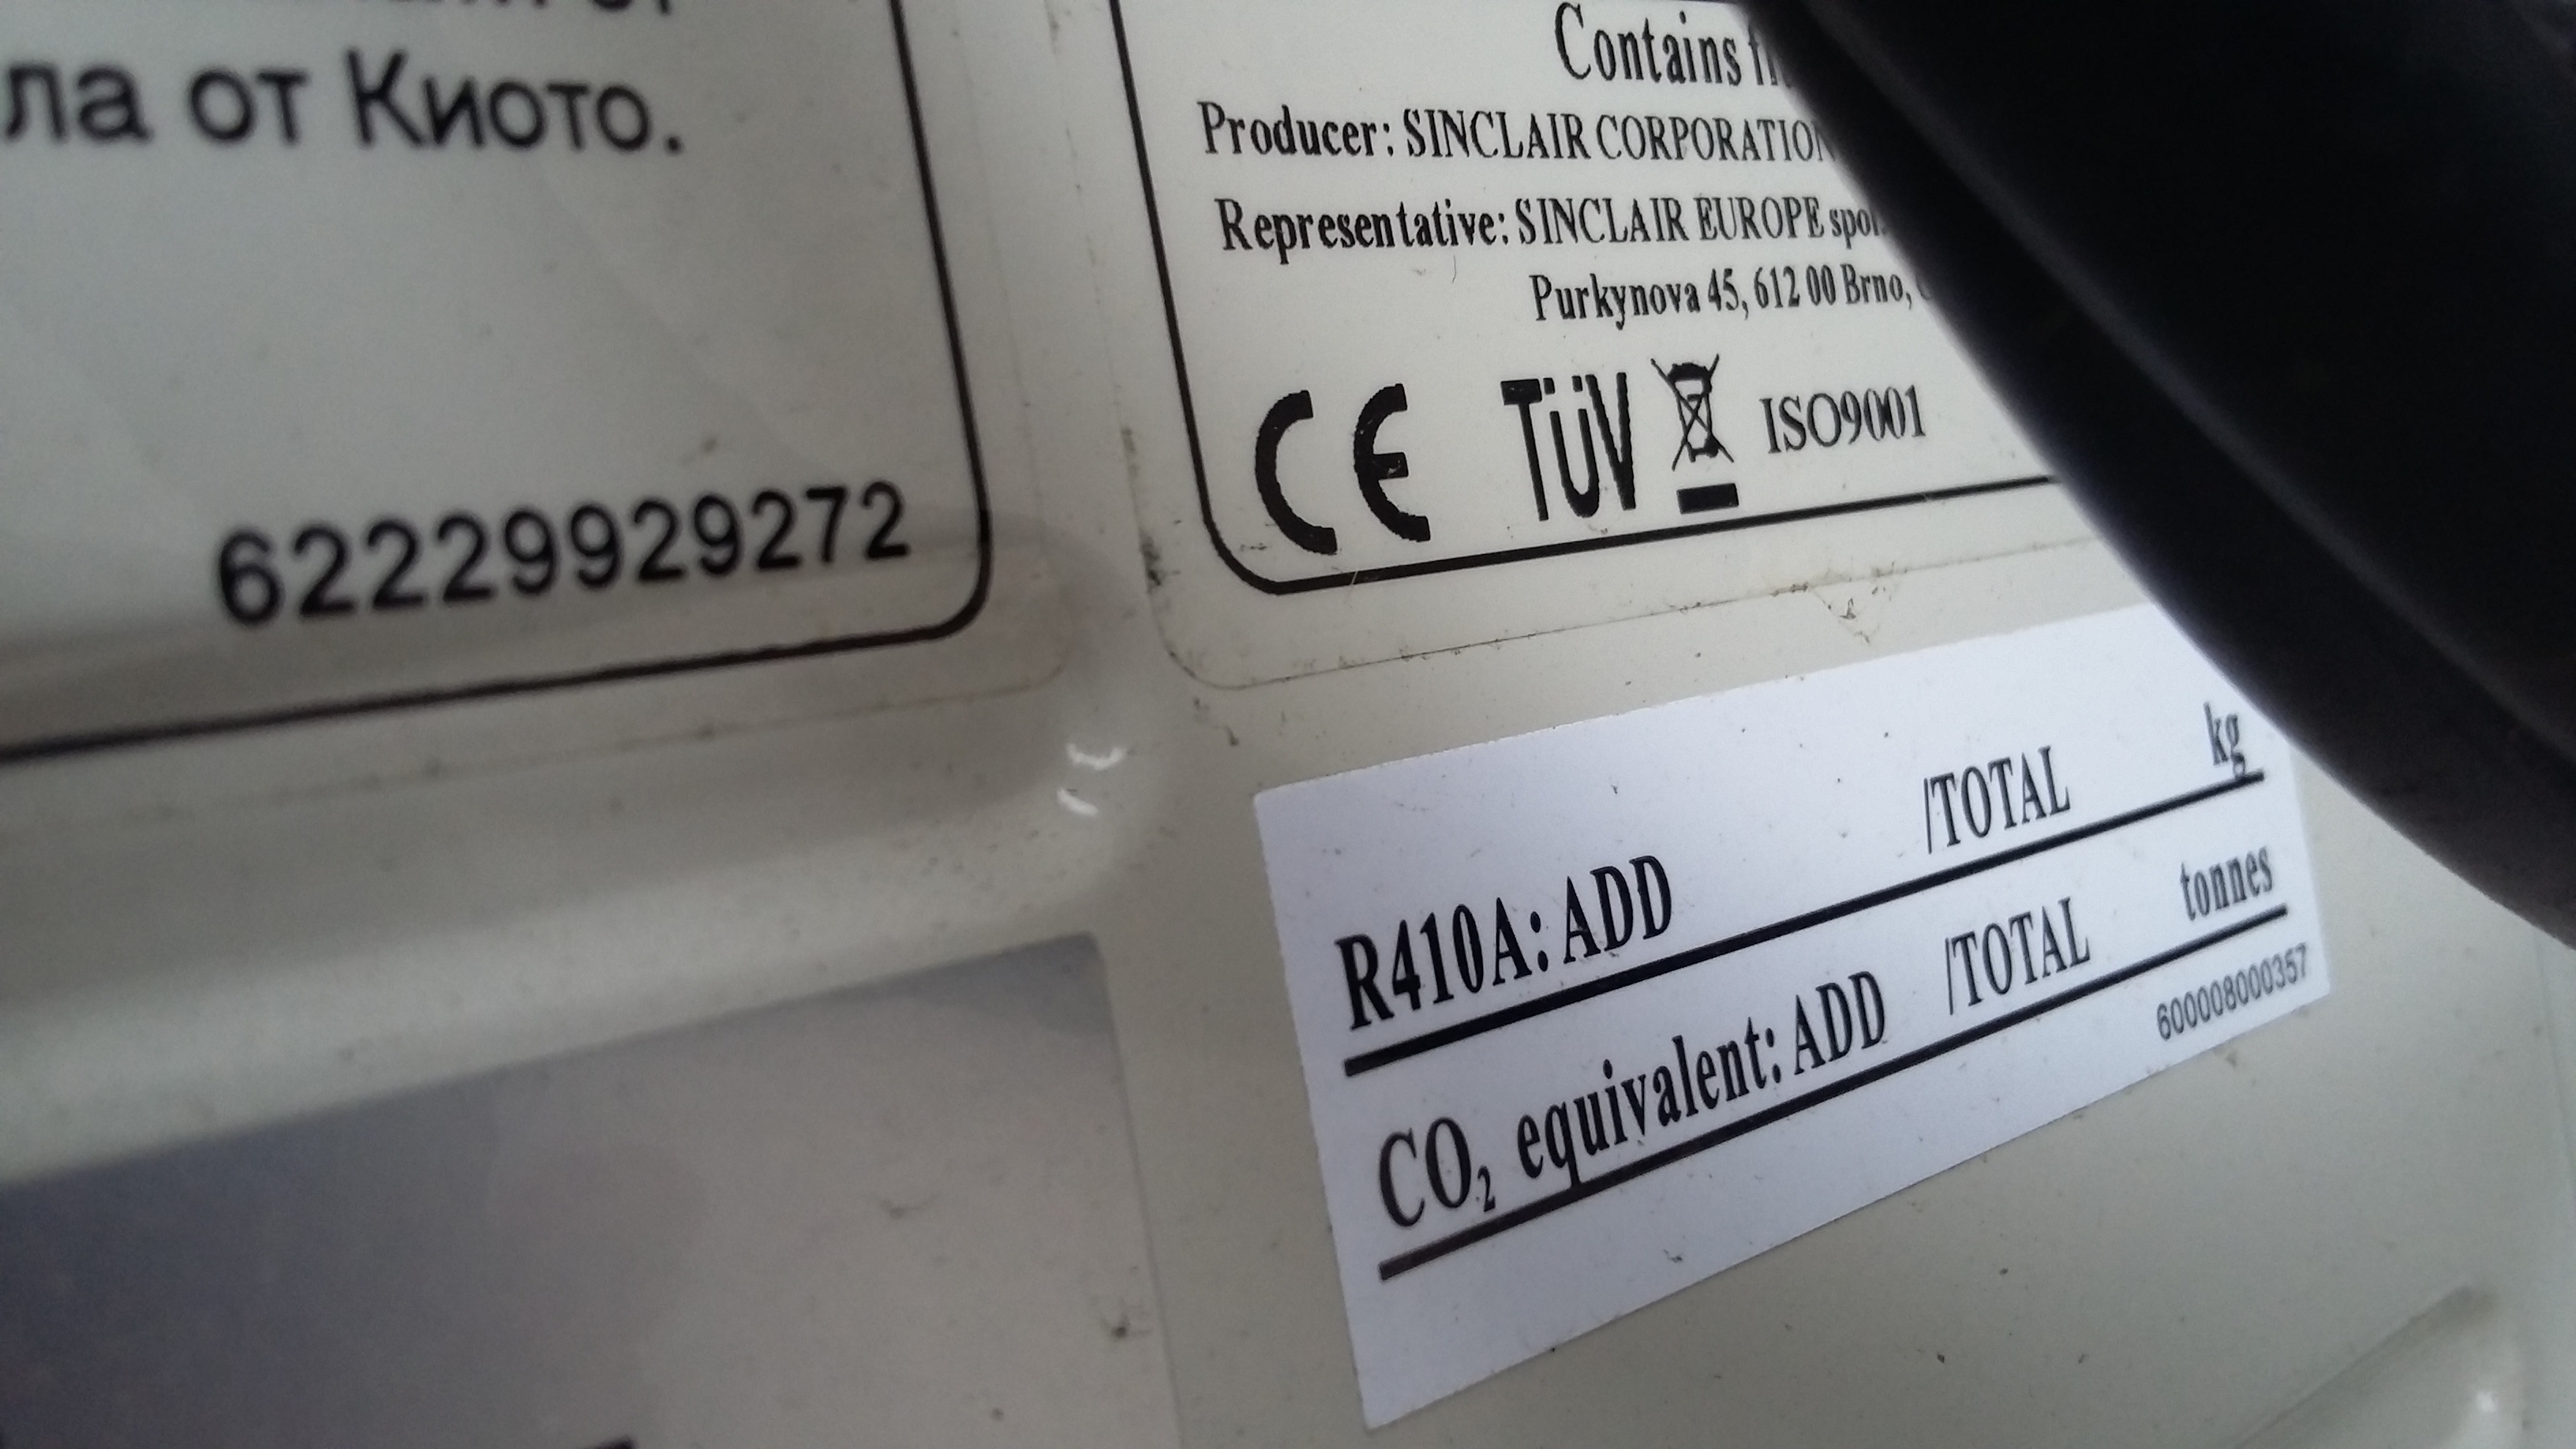 ла от Киото.
62229929272
Contains
Producer: SINCLAIR CORPORATION
Representative: SINCLAIR EUROPE spol.
Purkynova 45, 612 00 Brno,
CE TÜV ISO9001
R410A: ADD /TOTAL kg
CO₂ equivalent: ADD /TOTAL tonnes
600008000357